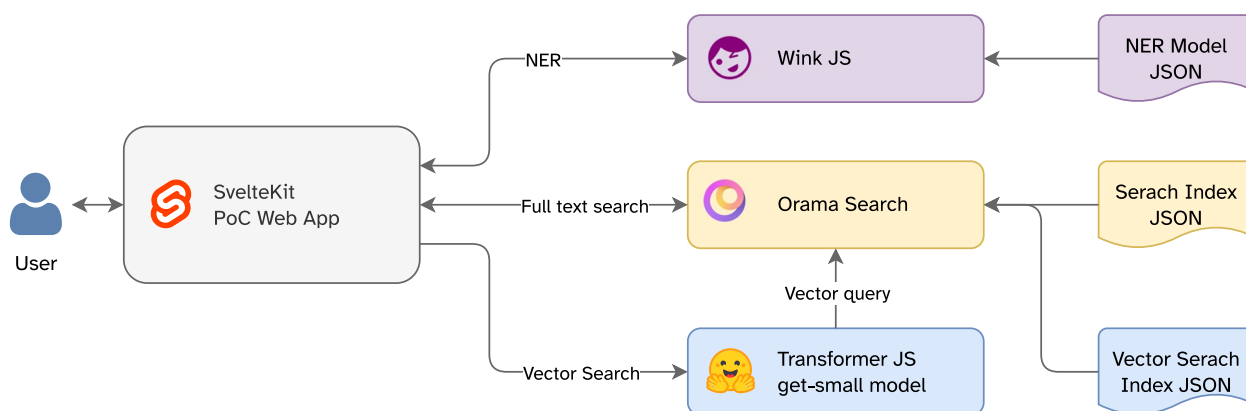 NER
Wink JS
NER Model
JSON
SvelteKit
PoC Web App
User
Full text search
Orama Search
Serach Index
JSON
Vector query
Vector Search
Transformer JS
get-small model
Vector Serach
Index JSON